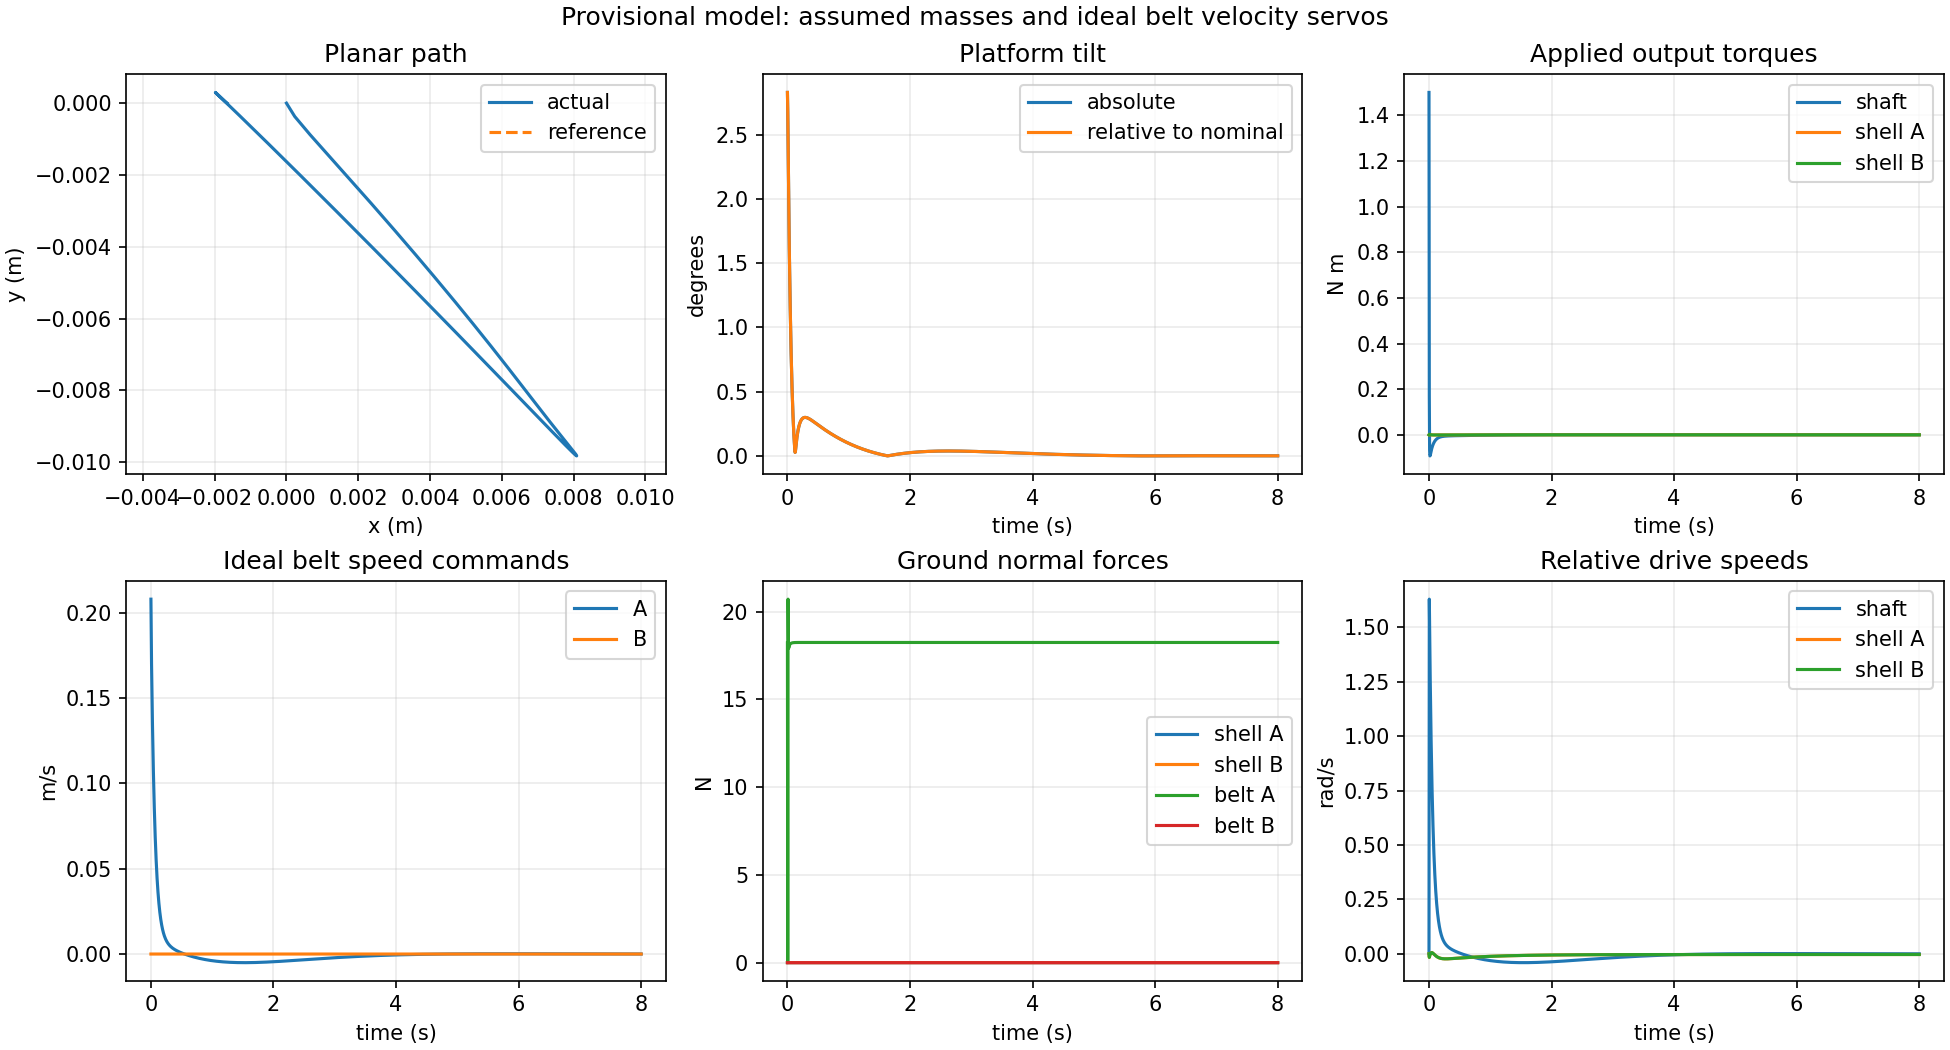 Provisional model: assumed masses and ideal belt velocity servos
Planar path
actual
reference
0.000
−0.002
−0.004
−0.006
−0.008
−0.010
y (m)
−0.004
−0.002
0.000
0.002
0.004
0.006
0.008
0.010
x (m)
Platform tilt
absolute
relative to nominal
2.5
2.0
1.5
1.0
0.5
0.0
degrees
0
2
4
6
8
time (s)
Applied output torques
shaft
shell A
shell B
1.4
1.2
1.0
0.8
0.6
0.4
0.2
0.0
N m
0
2
4
6
8
time (s)
Ideal belt speed commands
A
B
0.20
0.15
0.10
0.05
0.00
m/s
0
2
4
6
8
time (s)
Ground normal forces
shell A
shell B
belt A
belt B
20
15
10
5
0
N
0
2
4
6
8
time (s)
Relative drive speeds
shaft
shell A
shell B
1.50
1.25
1.00
0.75
0.50
0.25
0.00
rad/s
0
2
4
6
8
time (s)